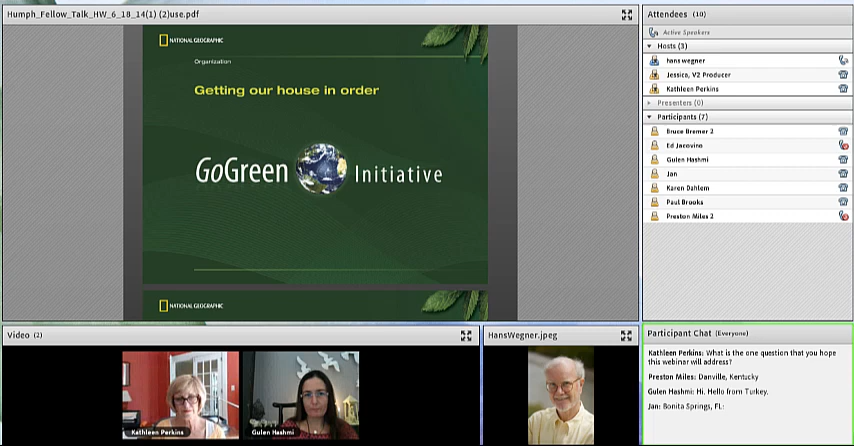 Humph_Fellow_Talk_HW_6_18_14(1) (2)use.pdf
NATIONAL GEOGRAPHIC
Organization
Getting our house in order
GoGreen Initiative
NATIONAL GEOGRAPHIC
Attendees (10)
Active Speakers
Hosts (3)
hans wegner
Jessica, V2 Producer
Kathleen Perkins
Presenters (0)
Participants (7)
Bruce Bremer 2
Ed Jacovino
Gulen Hashmi
Jan
Karen Dahlem
Paul Brooks
Preston Miles 2
Video (2)
Kathleen Perkins
Gulen Hashmi
HansWegner.jpeg
Participant Chat (Everyone)
Kathleen Perkins: What is the one question that you hope
this webinar will address?
Preston Miles: Danville, Kentucky
Gulen Hashmi: Hi. Hello from Turkey.
Jan: Bonita Springs, FL: